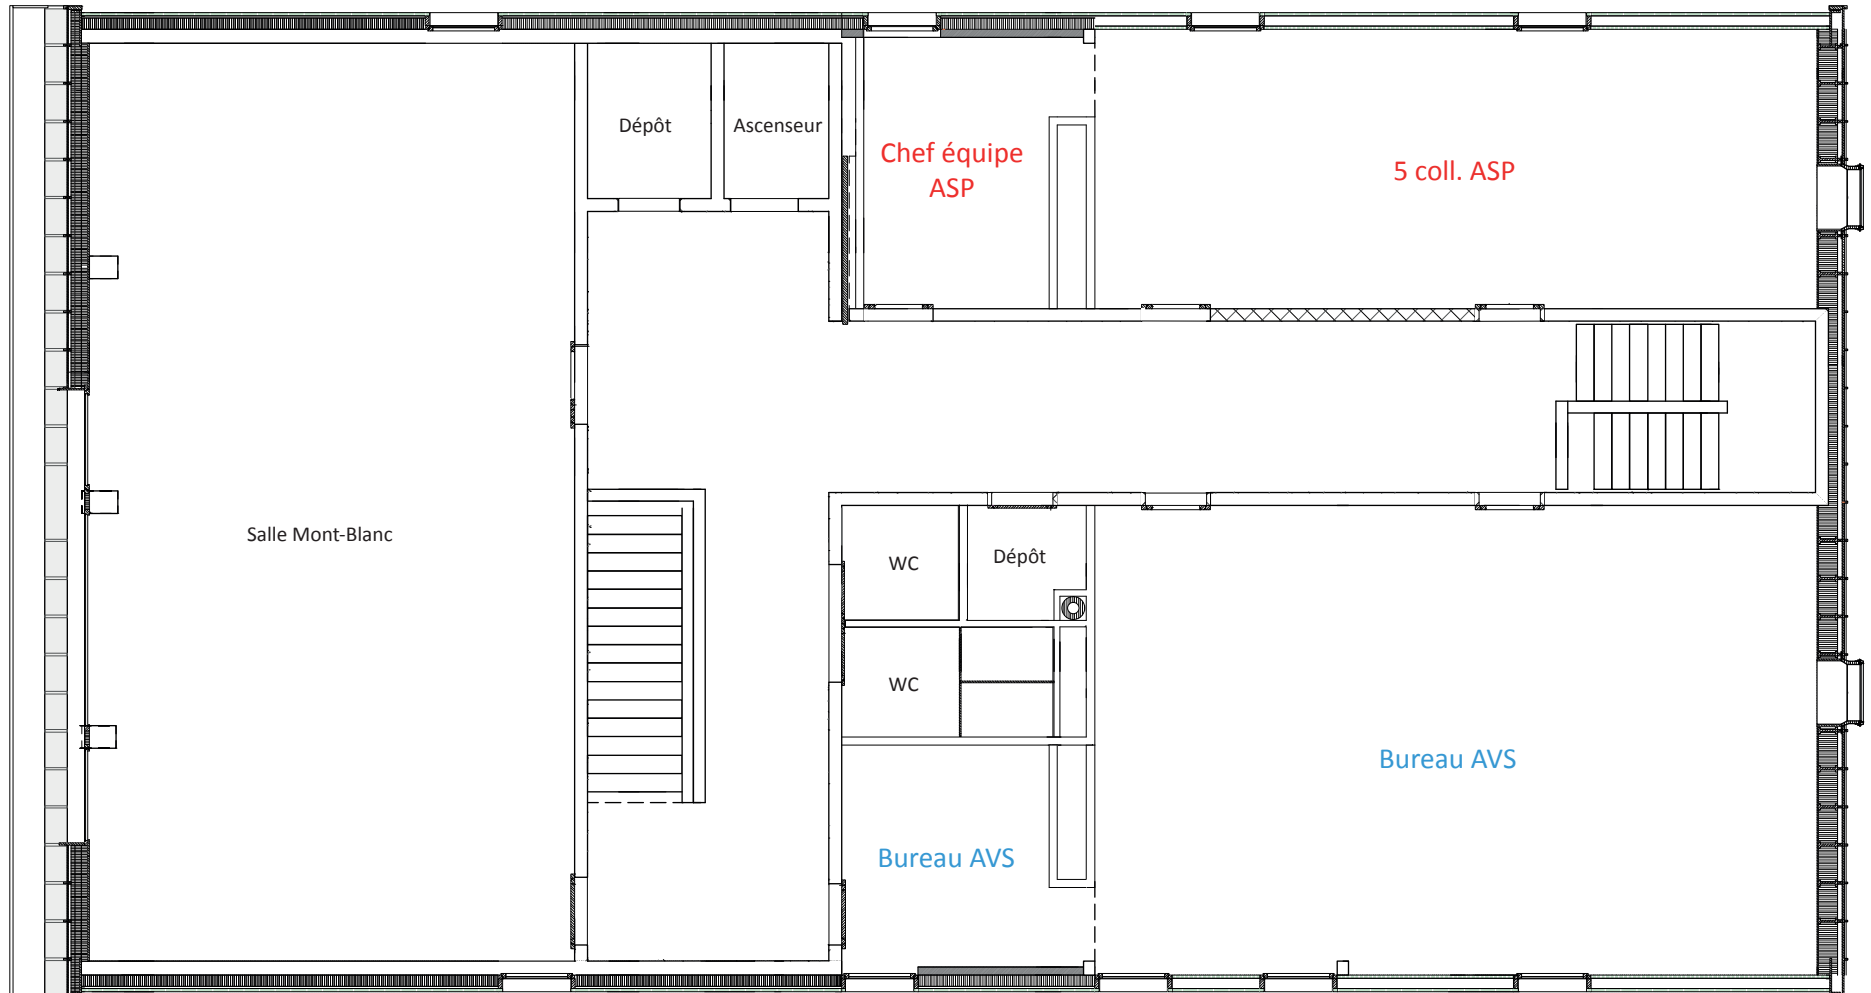 Dépôt
Ascenseur
Chef équipe
ASP
5 coll. ASP
Salle Mont-Blanc
WC
Dépôt
WC
Bureau AVS
Bureau AVS